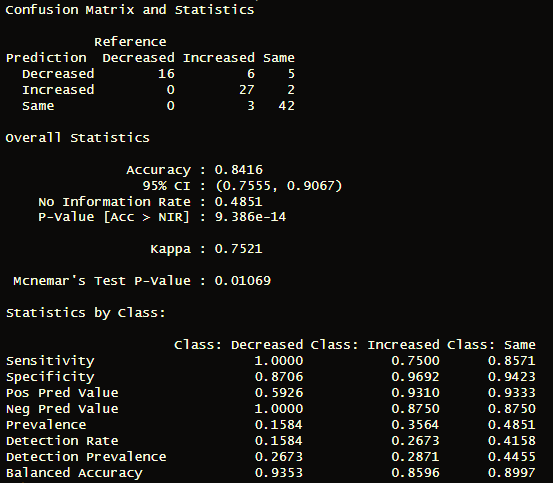 Confusion Matrix and Statistics
Reference
Prediction Decreased Increased Same
Decreased 16 6 5
Increased 0 27 2
Same 0 3 42
Overall Statistics
Accuracy : 0.8416
95% CI : (0.7555, 0.9067)
No Information Rate : 0.4851
P-Value [Acc > NIR] : 9.386e-14
Kappa : 0.7521
Mcnemar's Test P-Value : 0.01069
Statistics by Class:
Class: Decreased Class: Increased Class: Same
Sensitivity 1.0000 0.7500 0.8571
Specificity 0.8706 0.9692 0.9423
Pos Pred Value 0.5926 0.9310 0.9333
Neg Pred Value 1.0000 0.8750 0.8750
Prevalence 0.1584 0.3564 0.4851
Detection Rate 0.1584 0.2673 0.4158
Detection Prevalence 0.2673 0.2871 0.4455
Balanced Accuracy 0.9353 0.8596 0.8997